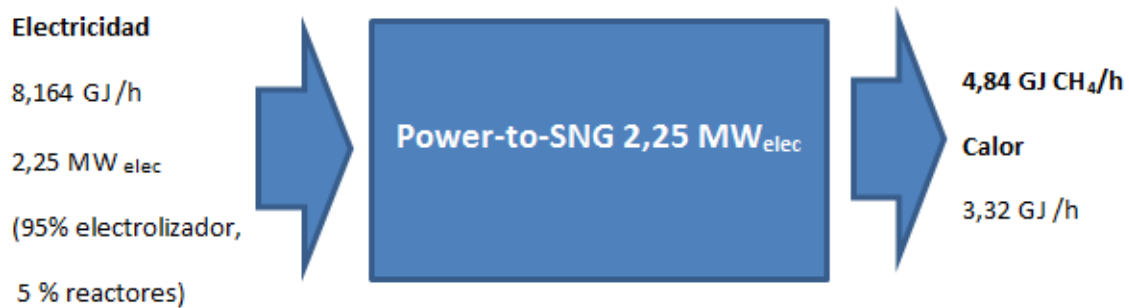 Electricidad
8,164 GJ/h
2,25 MW elec
(95% electrolizador,
5 % reactores)
Power-to-SNG 2,25 MWelec
4,84 GJ CH4/h
Calor
3,32 GJ /h